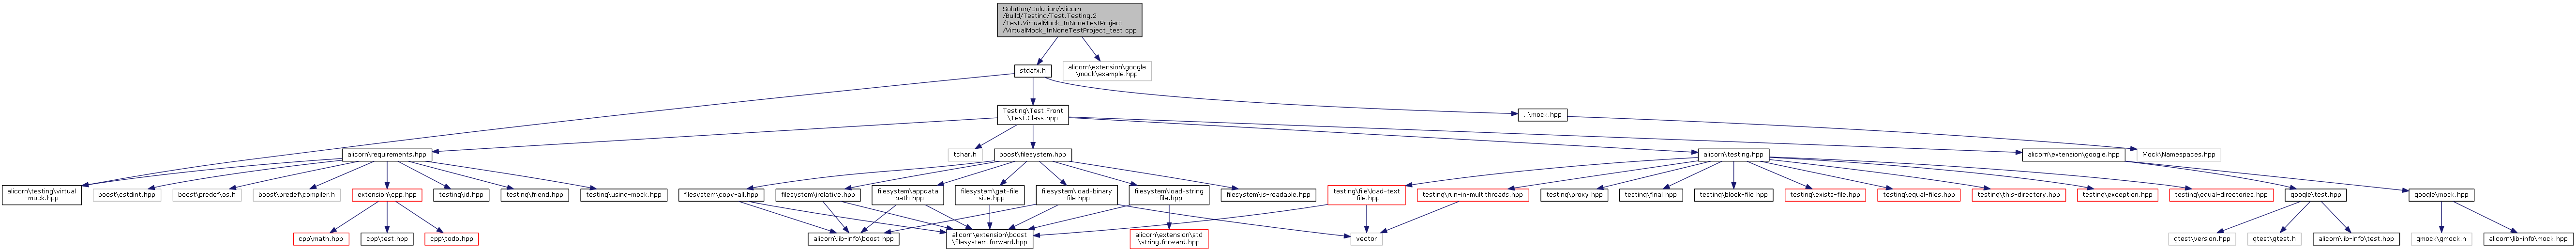 Solution/Solution/Alicorn
/Build/Testing/Test.Testing.2
/Test.VirtualMock_InNoneTestProject
/VirtualMock_InNoneTestProject_test.cpp
stdafx.h
alicorn\extension\google
\mock\example.hpp
Testing\Test.Front
\Test.Class.hpp
...\mock.hpp
alicorn\requirements.hpp
tchar.h
boost\filesystem.hpp
alicorn\testing.hpp
alicorn\extension\google.hpp
Mock\Namespaces.hpp
alicorn\testing\virtual
-mock.hpp
boost\cstdint.hpp
boost\predef\os.h
boost\predef\compiler.h
extension\cpp.hpp
testing\id.hpp
testing\friend.hpp
testing\using-mock.hpp
filesystem\copy-all.hpp
filesystem\relative.hpp
filesystem\appdata
-path.hpp
filesystem\get-file
-size.hpp
filesystem\load-binary
-file.hpp
filesystem\load-string
-file.hpp
filesystem\is-readable.hpp
testing\file\load-text
-file.hpp
testing\run-in-multithreads.hpp
testing\proxy.hpp
testing\final.hpp
testing\block-file.hpp
testing\exists-file.hpp
testing\equal-files.hpp
testing\this-directory.hpp
testing\exception.hpp
testing\equal-directories.hpp
google\test.hpp
google\mock.hpp
cpp\math.hpp
cpp\test.hpp
cpp\todo.hpp
alicorn\lib-info\boost.hpp
alicorn\extension\boost
\filesystem.forward.hpp
alicorn\extension\std
\string.forward.hpp
vector
gtest\version.hpp
gtest\gtest.h
alicorn\lib-info\test.hpp
gmock\gmock.h
alicorn\lib-info\mock.hpp